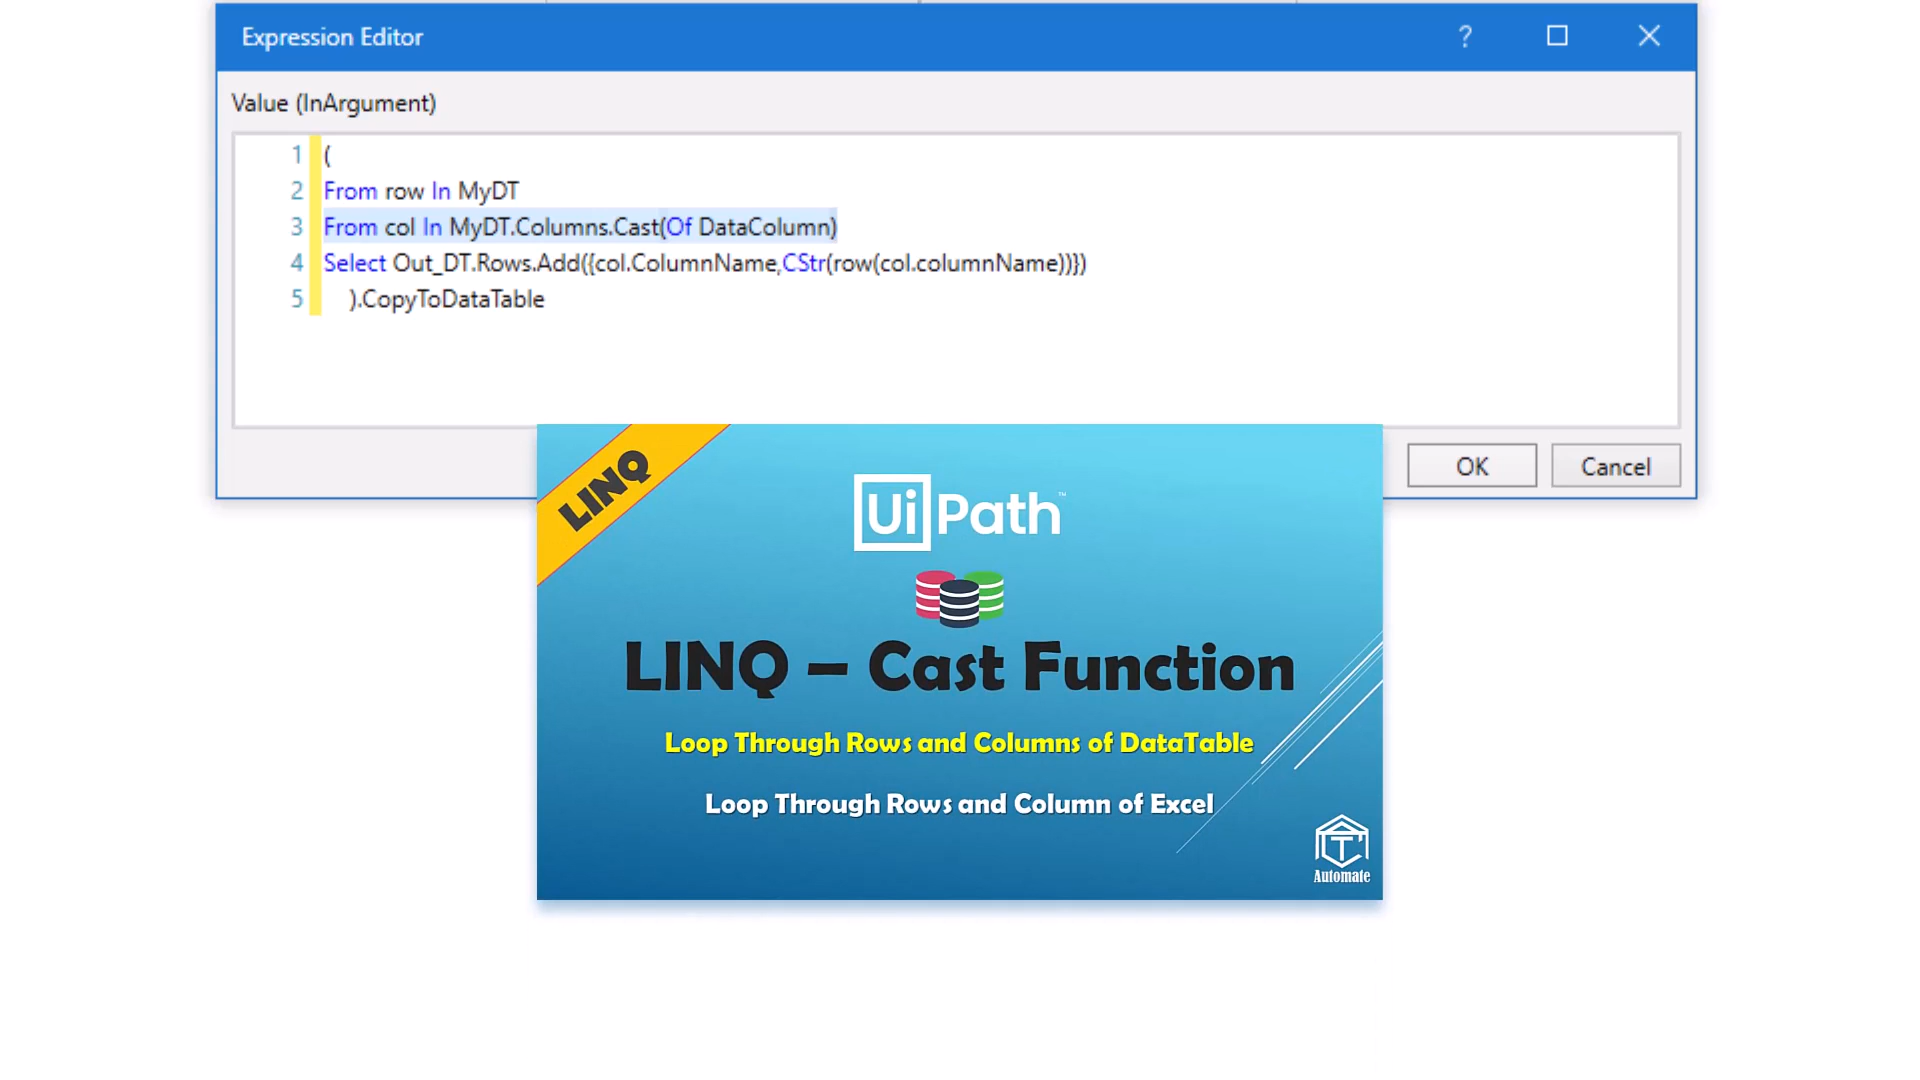 Expression Editor
?
Value (InArgument)
1 (
2 From row In MyDT
3 From col In MyDT.Columns.Cast(Of DataColumn)
4 Select Out_DT.Rows.Add({col.ColumnName,CStr(row(col.columnName))})
5 ).CopyToDataTable
OK Cancel
LINQ
UiPath™
LINQ – Cast Function
Loop Through Rows and Columns of DataTable
Loop Through Rows and Column of Excel
Automate